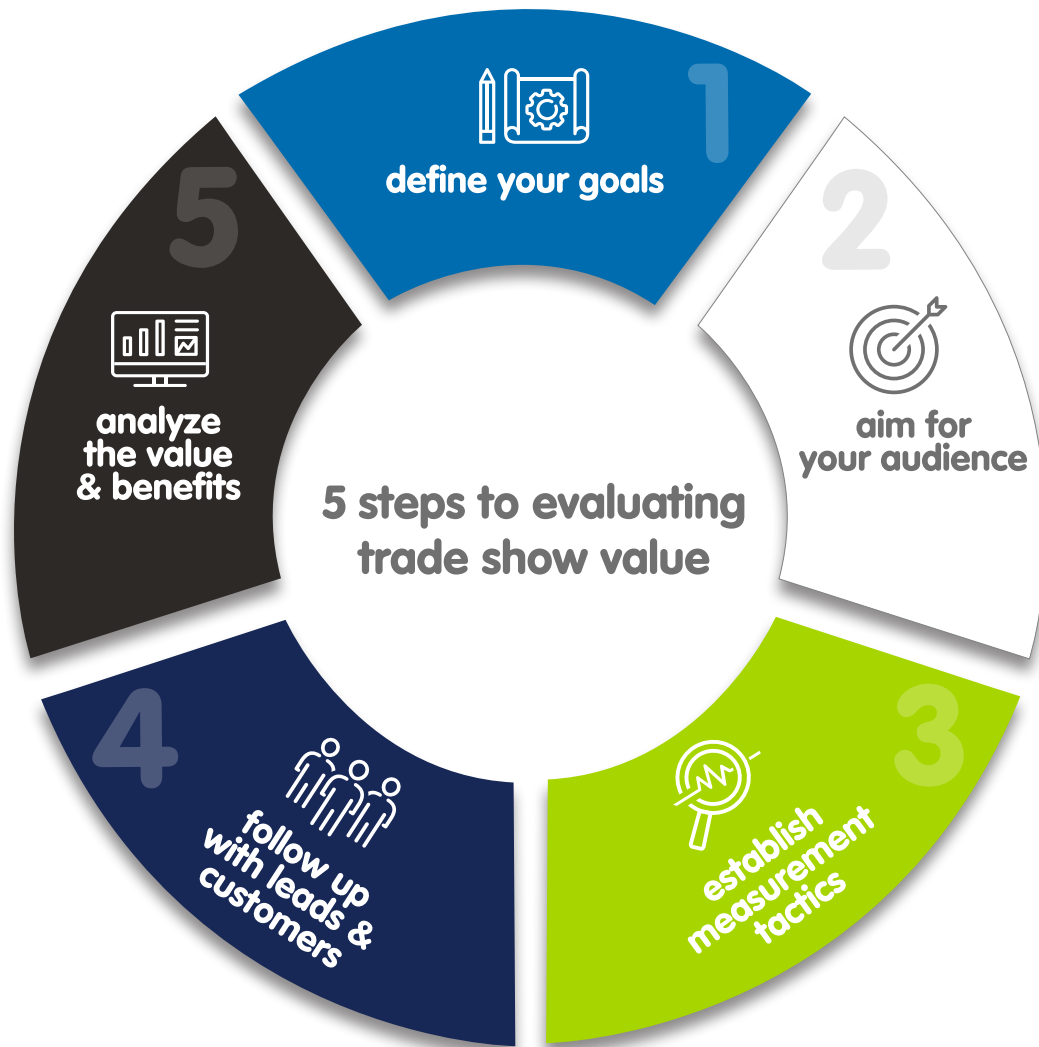 1
define your goals
2
aim for
your audience
3
establish
measurement
tactics
4
follow up
with leads &
customers
5
analyze
the value
& benefits
5 steps to evaluating
trade show value